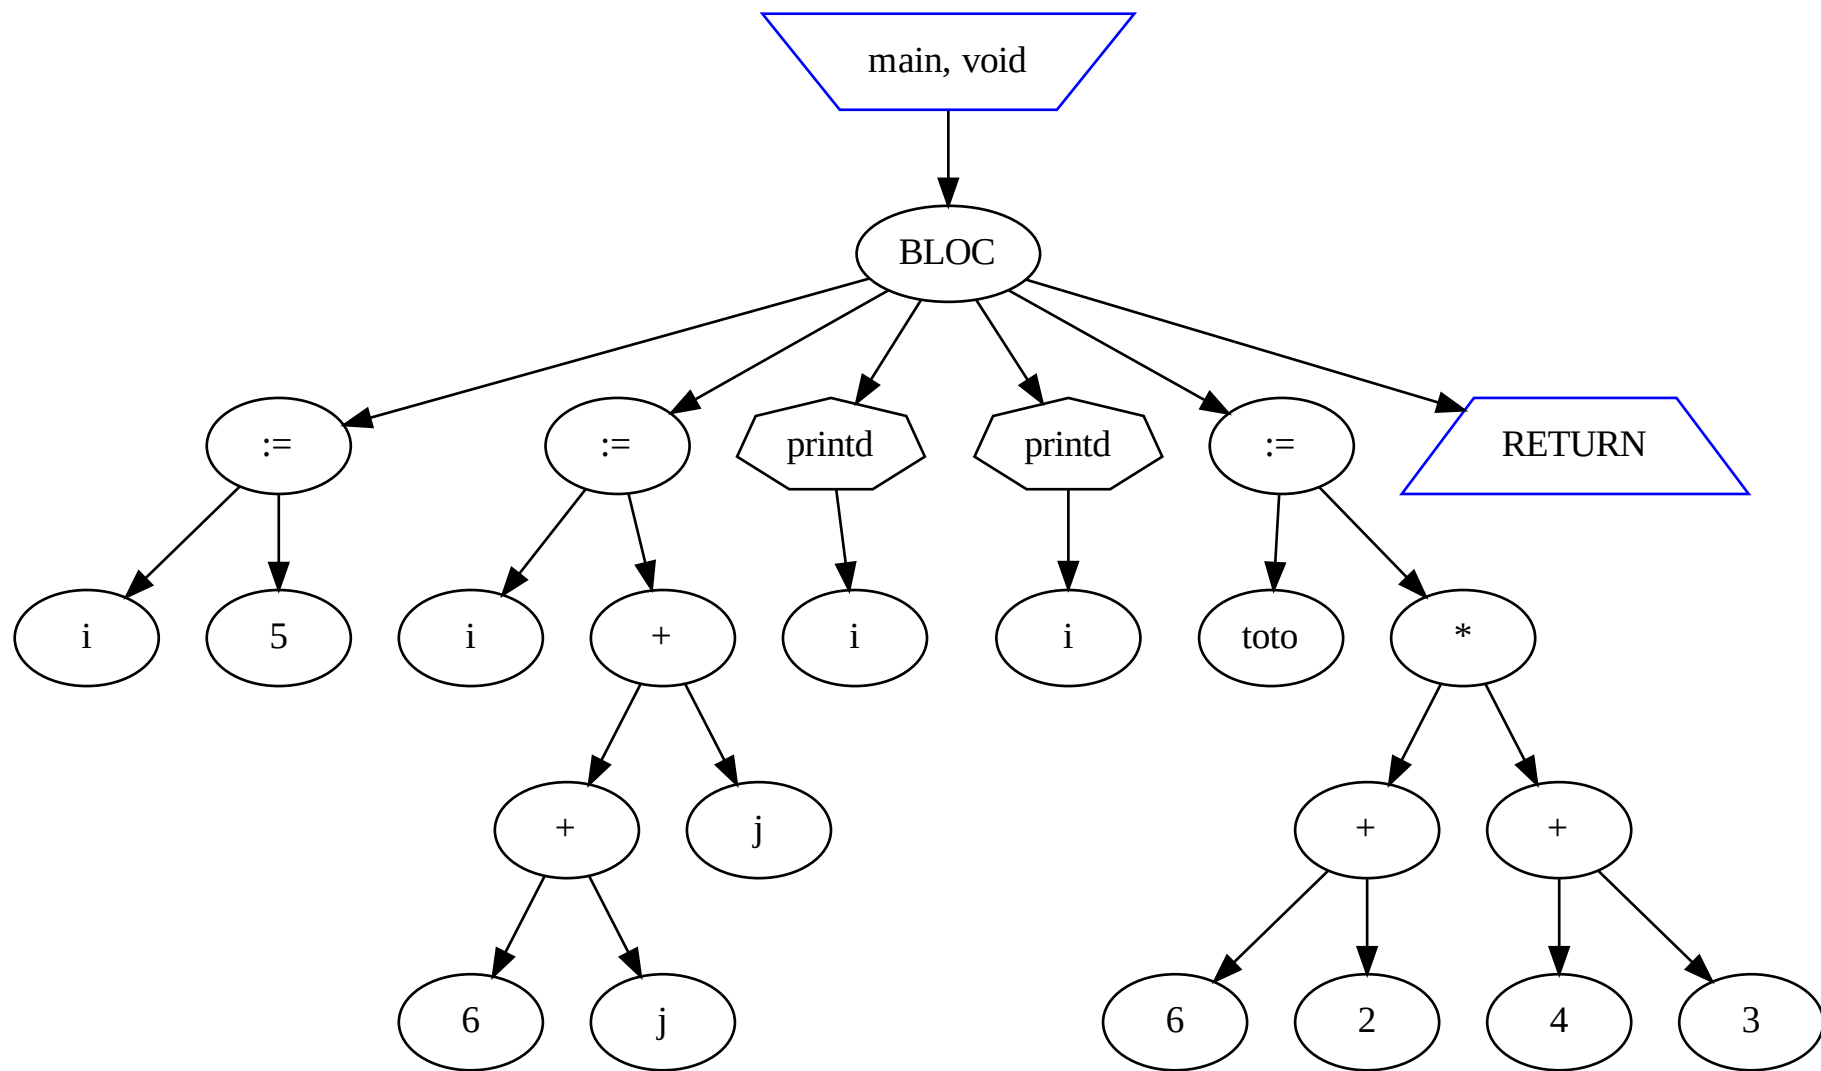 main, void
BLOC
:=
:=
printd
printd
:=
RETURN
i
5
i
+
i
i
toto
*
+
j
+
+
6
j
6
2
4
3